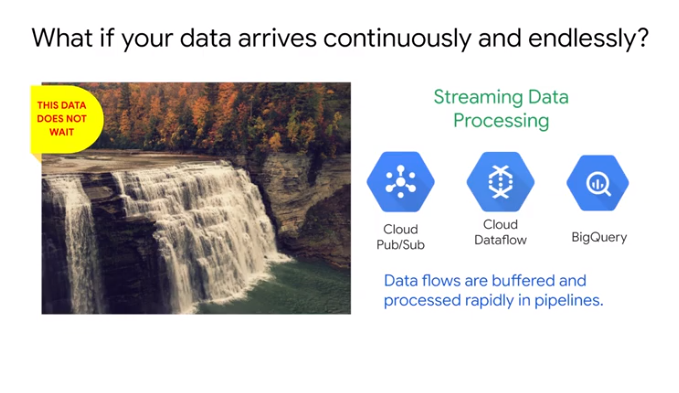 What if your data arrives continuously and endlessly?
THIS DATA
DOES NOT
WAIT
Streaming Data
Processing
Cloud
Pub/Sub
Cloud
Dataflow
BigQuery
Data flows are buffered and
processed rapidly in pipelines.